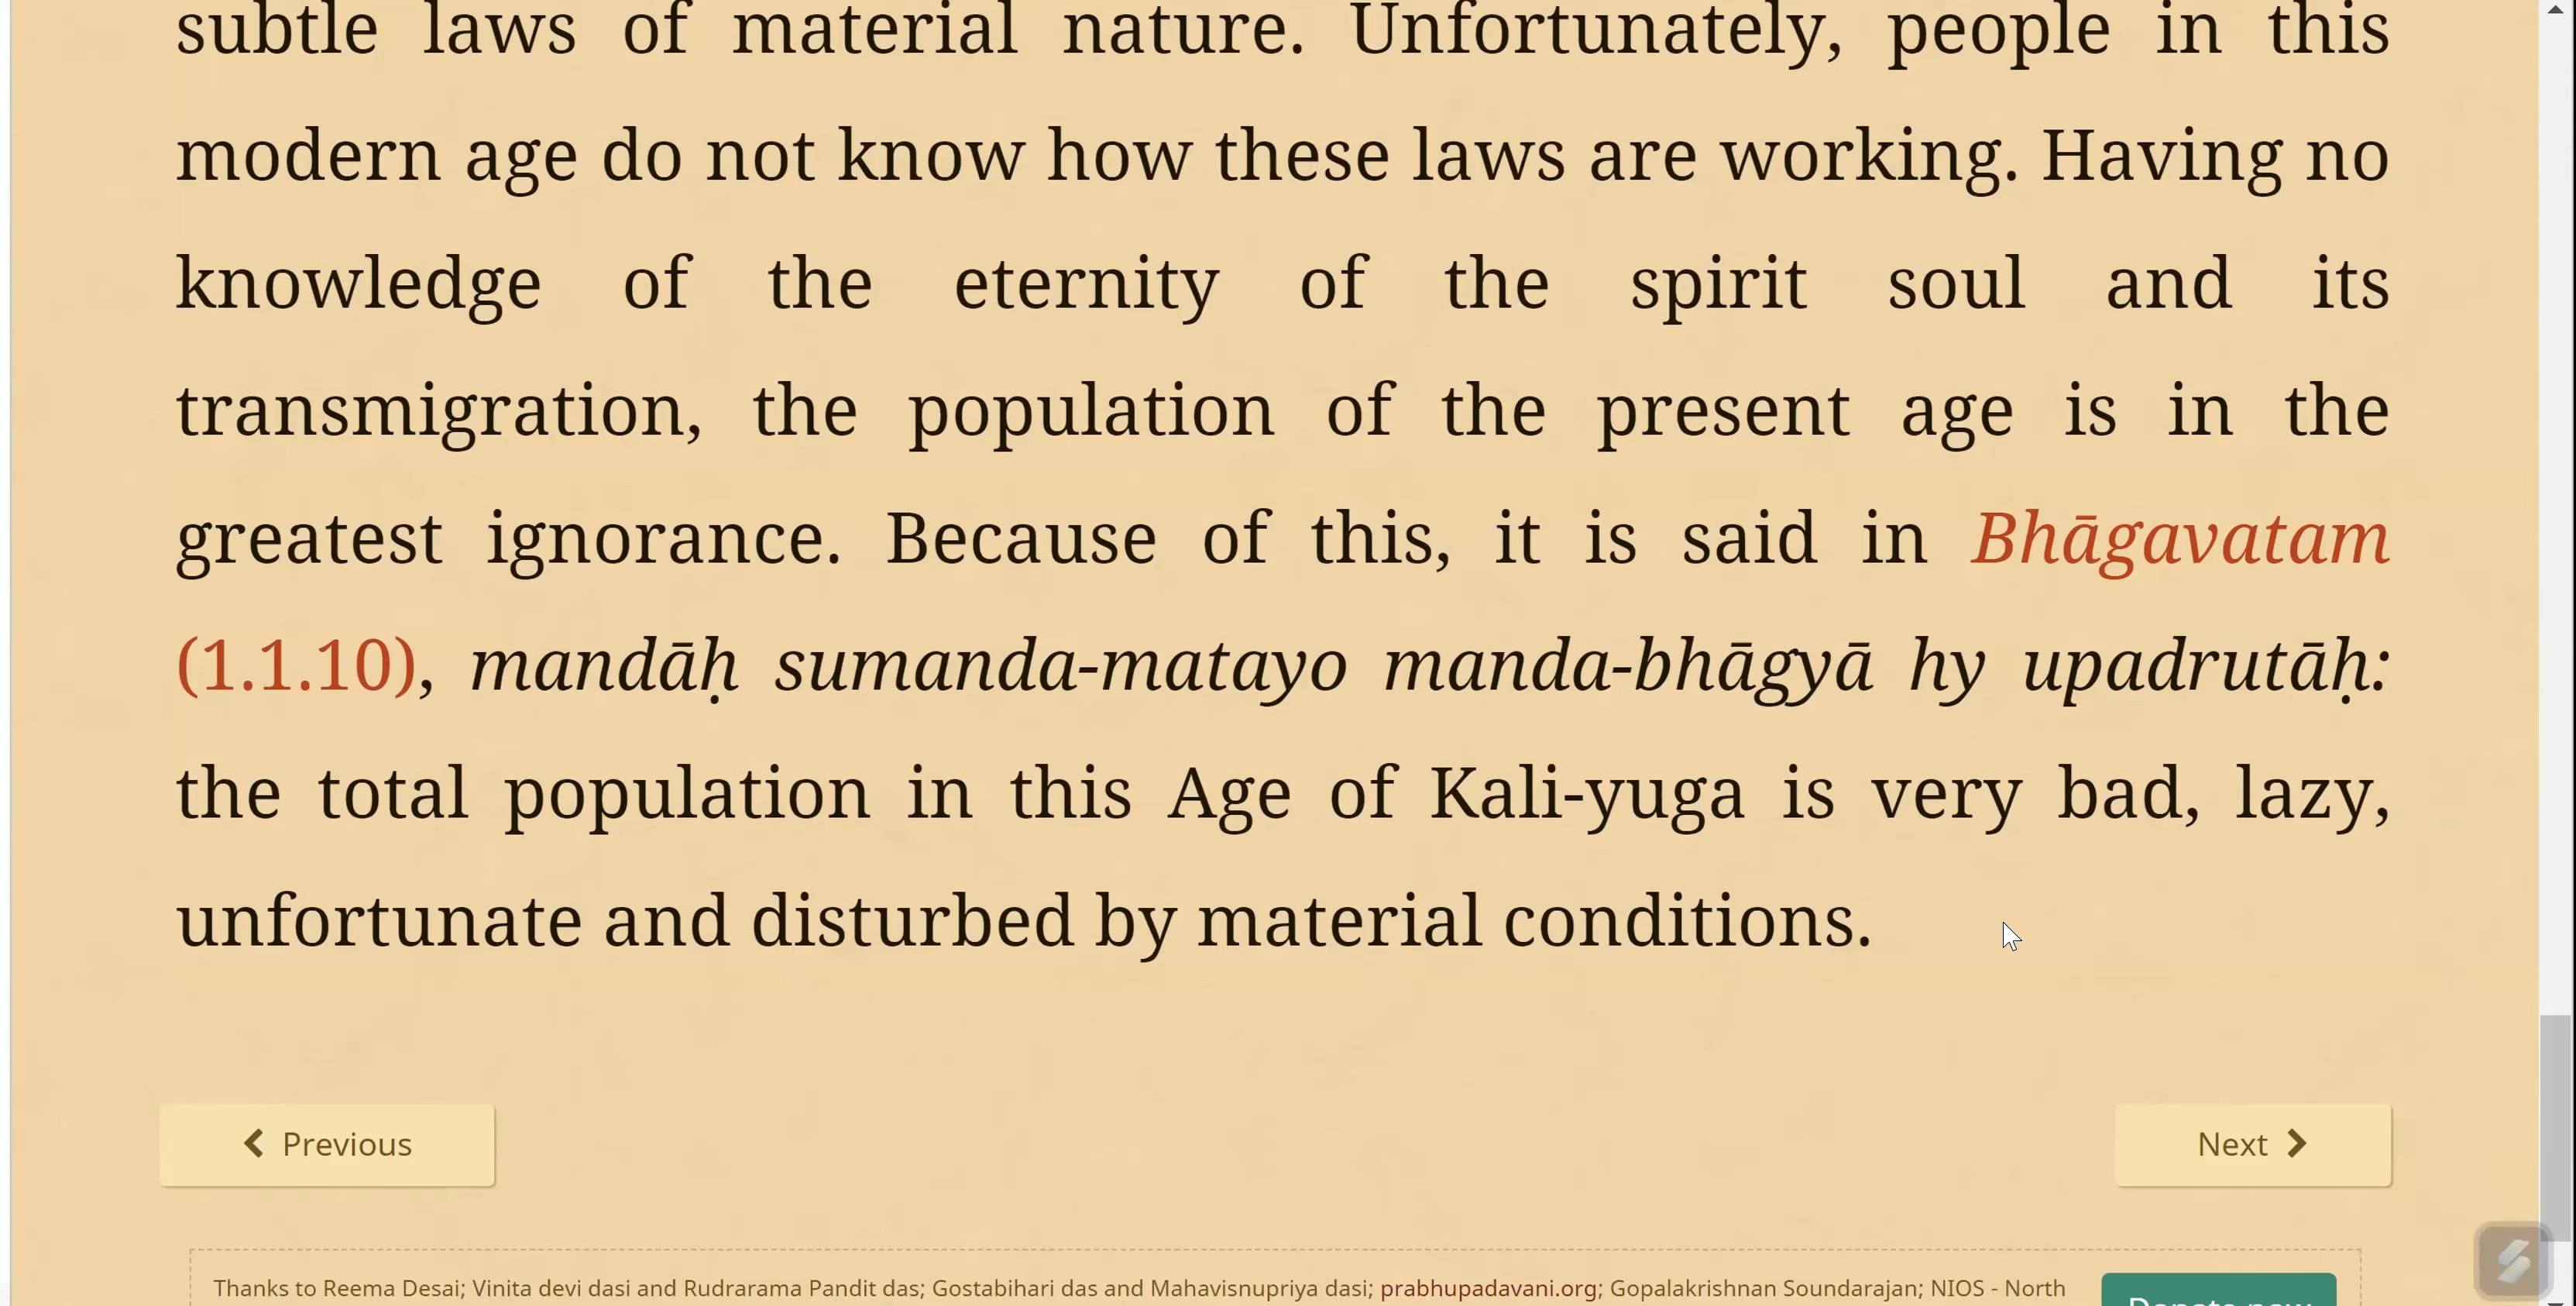 subtle laws of material nature. Unfortunately, people in this
modern age do not know how these laws are working. Having no
knowledge of the eternity of the spirit soul and its
transmigration, the population of the present age is in the
greatest ignorance. Because of this, it is said in Bhāgavatam
(1.1.10), mandāḥ sumanda-matayo manda-bhāgyā hy upadrutāḥ:
the total population in this Age of Kali-yuga is very bad, lazy,
unfortunate and disturbed by material conditions.
Previous
Next
Thanks to Reema Desai; Vinita devi dasi and Rudrarama Pandit das; Gostabihari das and Mahavisnupriya dasi; prabhupadavani.org; Gopalakrishnan Soundarajan; NIOS - North
Donate now